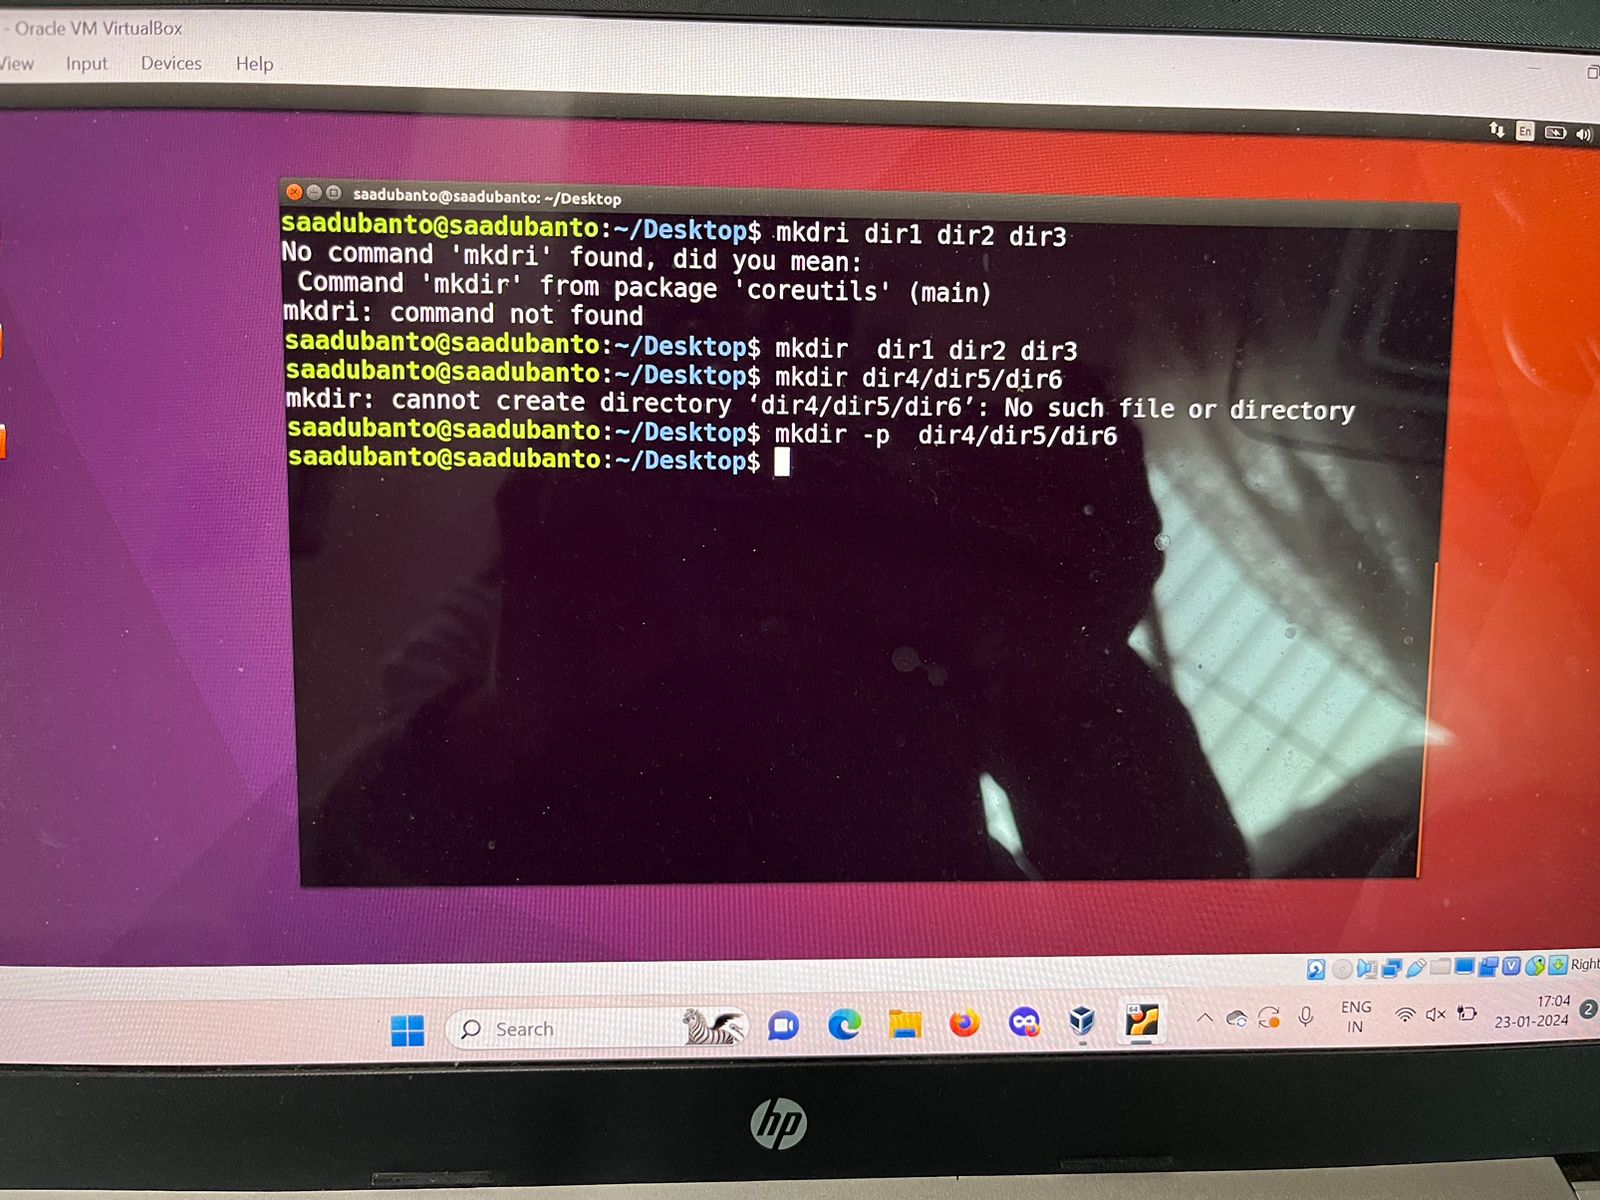 - Oracle VM VirtualBox
View Input Devices Help
En
saadubanto@saadubanto: ~/Desktop
saadubanto@saadubanto:~/Desktop$ mkdri dir1 dir2 dir3
No command 'mkdri' found, did you mean:
Command 'mkdir' from package 'coreutils' (main)
mkdri: command not found
saadubanto@saadubanto:~/Desktop$ mkdir  dir1 dir2 dir3
saadubanto@saadubanto:~/Desktop$ mkdir dir4/dir5/dir6
mkdir: cannot create directory ‘dir4/dir5/dir6’: No such file or directory
saadubanto@saadubanto:~/Desktop$ mkdir -p  dir4/dir5/dir6
saadubanto@saadubanto:~/Desktop$
Right
Search
64
ENG
IN
17:04
23-01-2024
2
hp